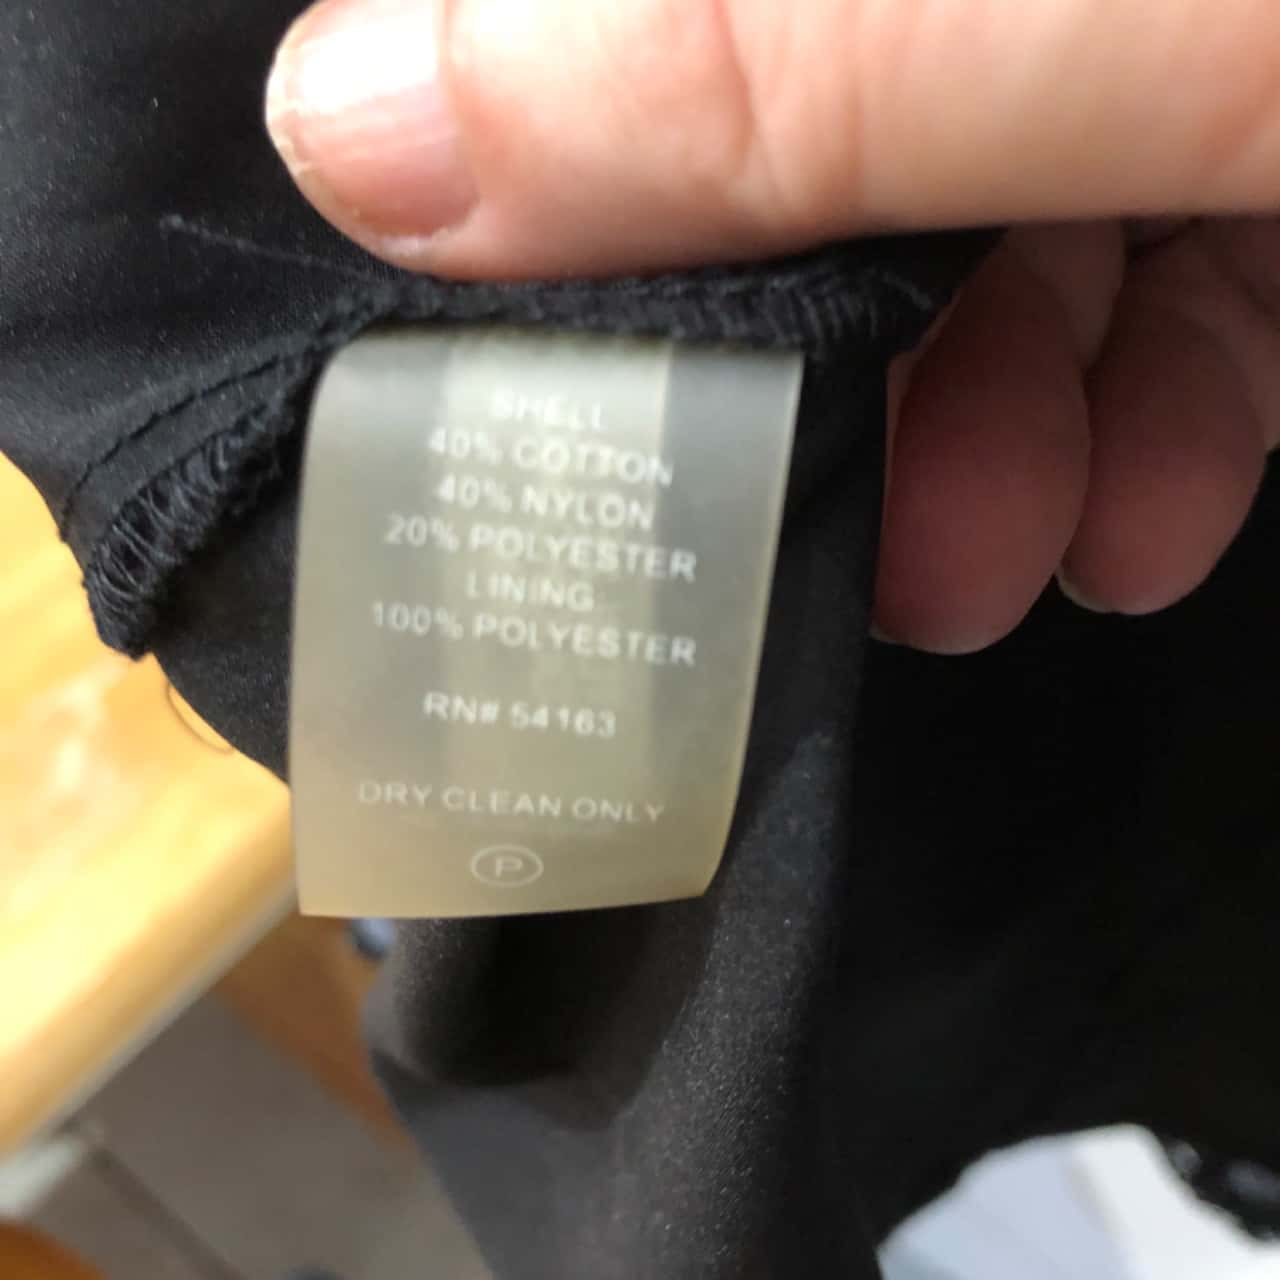 SHELL
40% COTTON
40% NYLON
20% POLYESTER
LINING
100% POLYESTER
RN# 54163
DRY CLEAN ONLY
P